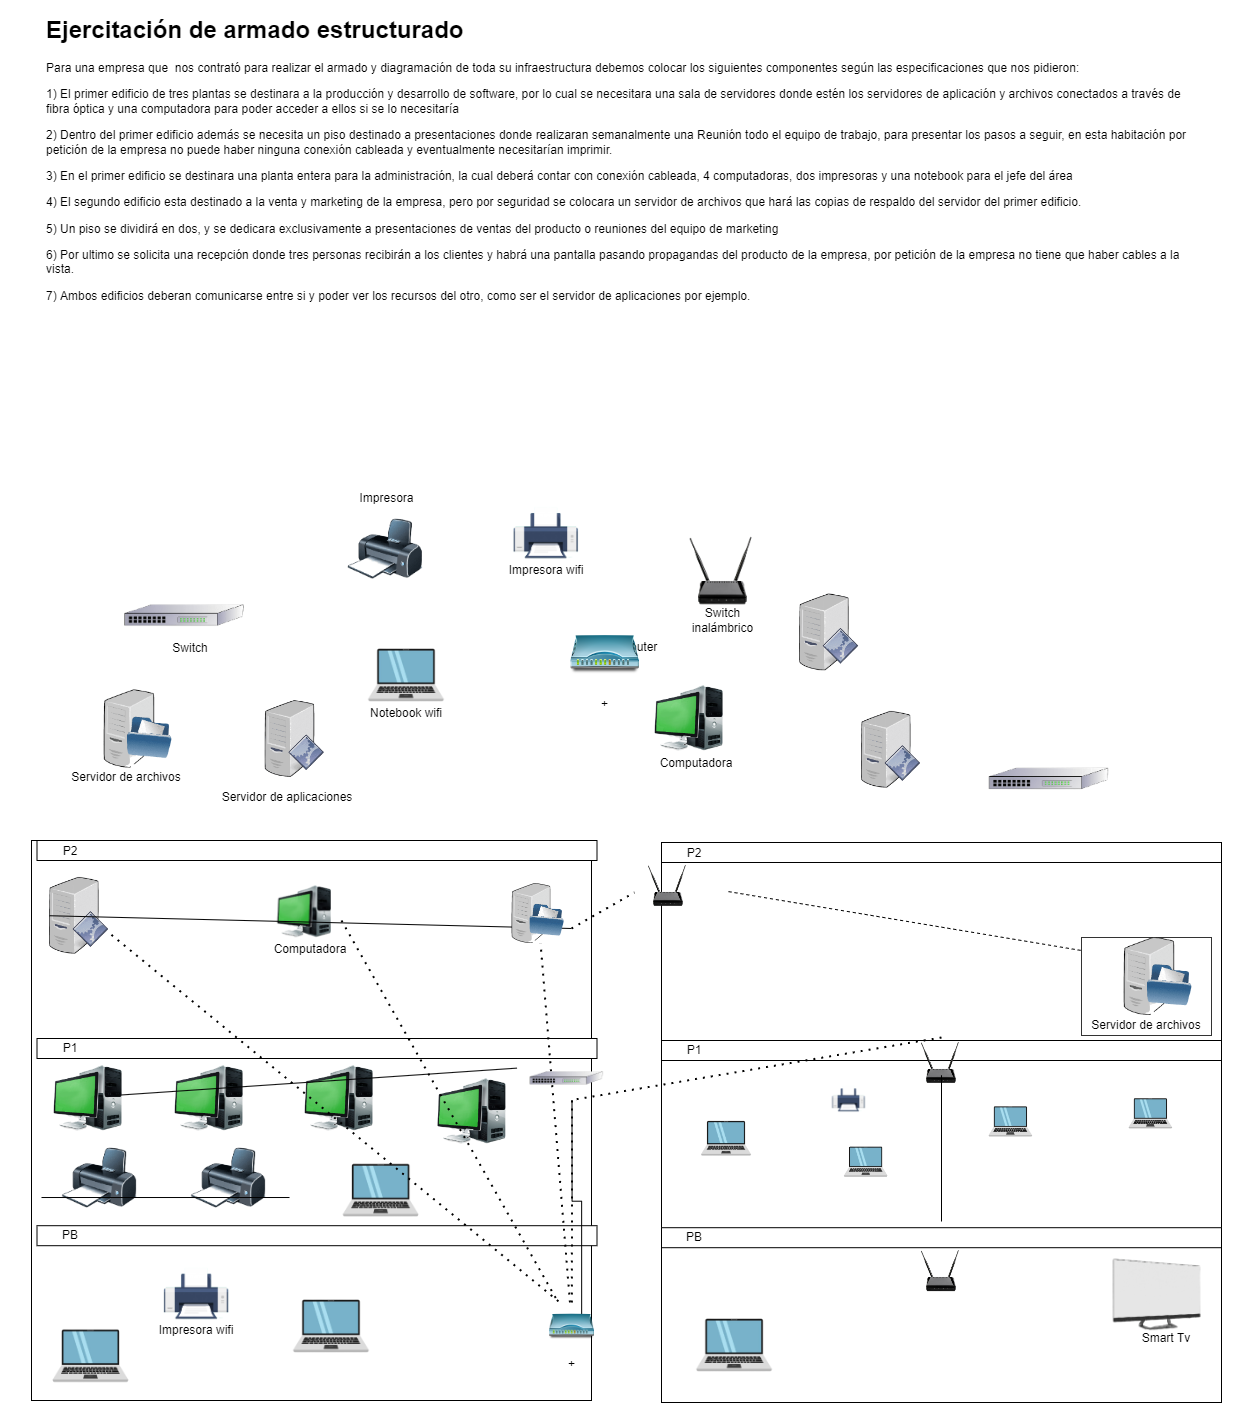 Ejercitación de armado estructurado
Para una empresa que  nos contrató para realizar el armado y diagramación de toda su infraestructura debemos colocar los siguientes componentes según las especificaciones que nos pidieron:
1) El primer edificio de tres plantas se destinara a la producción y desarrollo de software, por lo cual se necesitara una sala de servidores donde estén los servidores de aplicación y archivos conectados a través de
fibra óptica y una computadora para poder acceder a ellos si se lo necesitaría
2) Dentro del primer edificio además se necesita un piso destinado a presentaciones donde realizaran semanalmente una Reunión todo el equipo de trabajo, para presentar los pasos a seguir, en esta habitación por
petición de la empresa no puede haber ninguna conexión cableada y eventualmente necesitarían imprimir.
3) En el primer edificio se destinara una planta entera para la administración, la cual deberá contar con conexión cableada, 4 computadoras, dos impresoras y una notebook para el jefe del área
4) El segundo edificio esta destinado a la venta y marketing de la empresa, pero por seguridad se colocara un servidor de archivos que hará las copias de respaldo del servidor del primer edificio.
5) Un piso se dividirá en dos, y se dedicara exclusivamente a presentaciones de ventas del producto o reuniones del equipo de marketing
6) Por ultimo se solicita una recepción donde tres personas recibirán a los clientes y habrá una pantalla pasando propagandas del producto de la empresa, por petición de la empresa no tiene que haber cables a la
vista.
7) Ambos edificios deberan comunicarse entre si y poder ver los recursos del otro, como ser el servidor de aplicaciones por ejemplo.
Impresora
Impresora wifi
Switch
inalámbrico
Switch
uter
Notebook wifi
+
Computadora
Servidor de archivos
Servidor de aplicaciones
P2
P2
Computadora
Servidor de archivos
P1
P1
PB
PB
Impresora wifi
Smart Tv
+